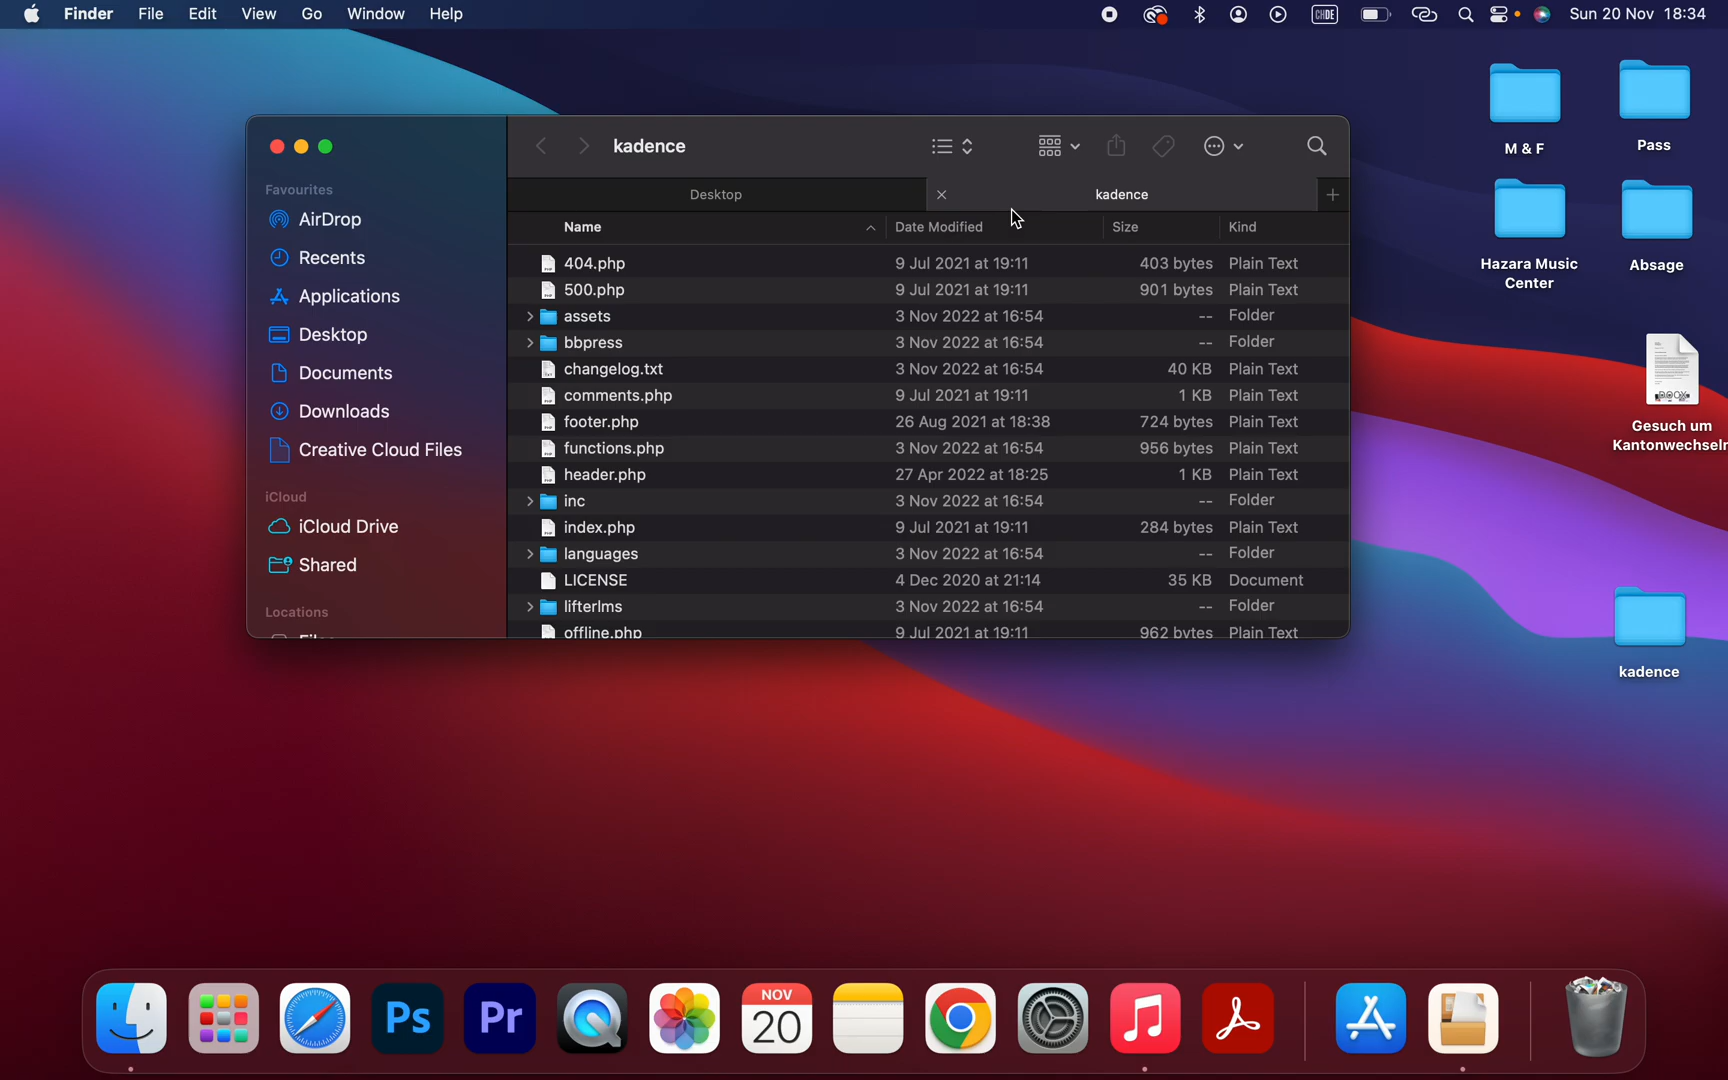 Finder File Edit View Go Window Help CHDE Sun 20 Nov 18:34
M & F
Pass
Hazara Music
Center
Absage
DOCX
Gesuch um
Kantonwechseln
kadence
kadence
Desktop kadence
Favourites
AirDrop
Recents
Applications
Desktop
Documents
Downloads
Creative Cloud Files
iCloud
iCloud Drive
Shared
Locations
Name Date Modified Size Kind
404.php 9 Jul 2021 at 19:11 403 bytes Plain Text
500.php 9 Jul 2021 at 19:11 901 bytes Plain Text
assets 3 Nov 2022 at 16:54 -- Folder
bbpress 3 Nov 2022 at 16:54 -- Folder
changelog.txt 3 Nov 2022 at 16:54 40 KB Plain Text
comments.php 9 Jul 2021 at 19:11 1 KB Plain Text
footer.php 26 Aug 2021 at 18:38 724 bytes Plain Text
functions.php 3 Nov 2022 at 16:54 956 bytes Plain Text
header.php 27 Apr 2022 at 18:25 1 KB Plain Text
inc 3 Nov 2022 at 16:54 -- Folder
index.php 9 Jul 2021 at 19:11 284 bytes Plain Text
languages 3 Nov 2022 at 16:54 -- Folder
LICENSE 4 Dec 2020 at 21:14 35 KB Document
lifterlms 3 Nov 2022 at 16:54 -- Folder
offline.php 9 Jul 2021 at 19:11 962 bytes Plain Text
Ps Pr NOV
20